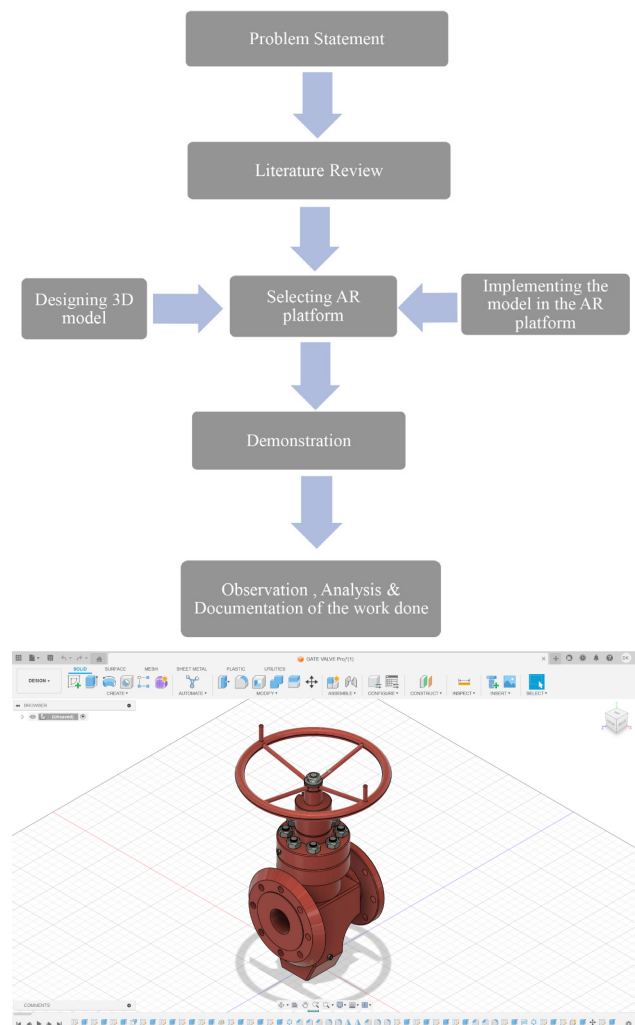 Problem Statement
Literature Review
Designing 3D
model
Selecting AR
platform
Implementing the
model in the AR
platform
Demonstration
Observation , Analysis &
Documentation of the work done
GATE VALVE Proj*(1)
DESIGN
SOLID SURFACE MESH SHEET METAL PLASTIC UTILITIES
CREATE AUTOMATE MODIFY ASSEMBLE CONFIGURE CONSTRUCT INSPECT INSERT SELECT
BROWSER
(Unsaved)
COMMENTS